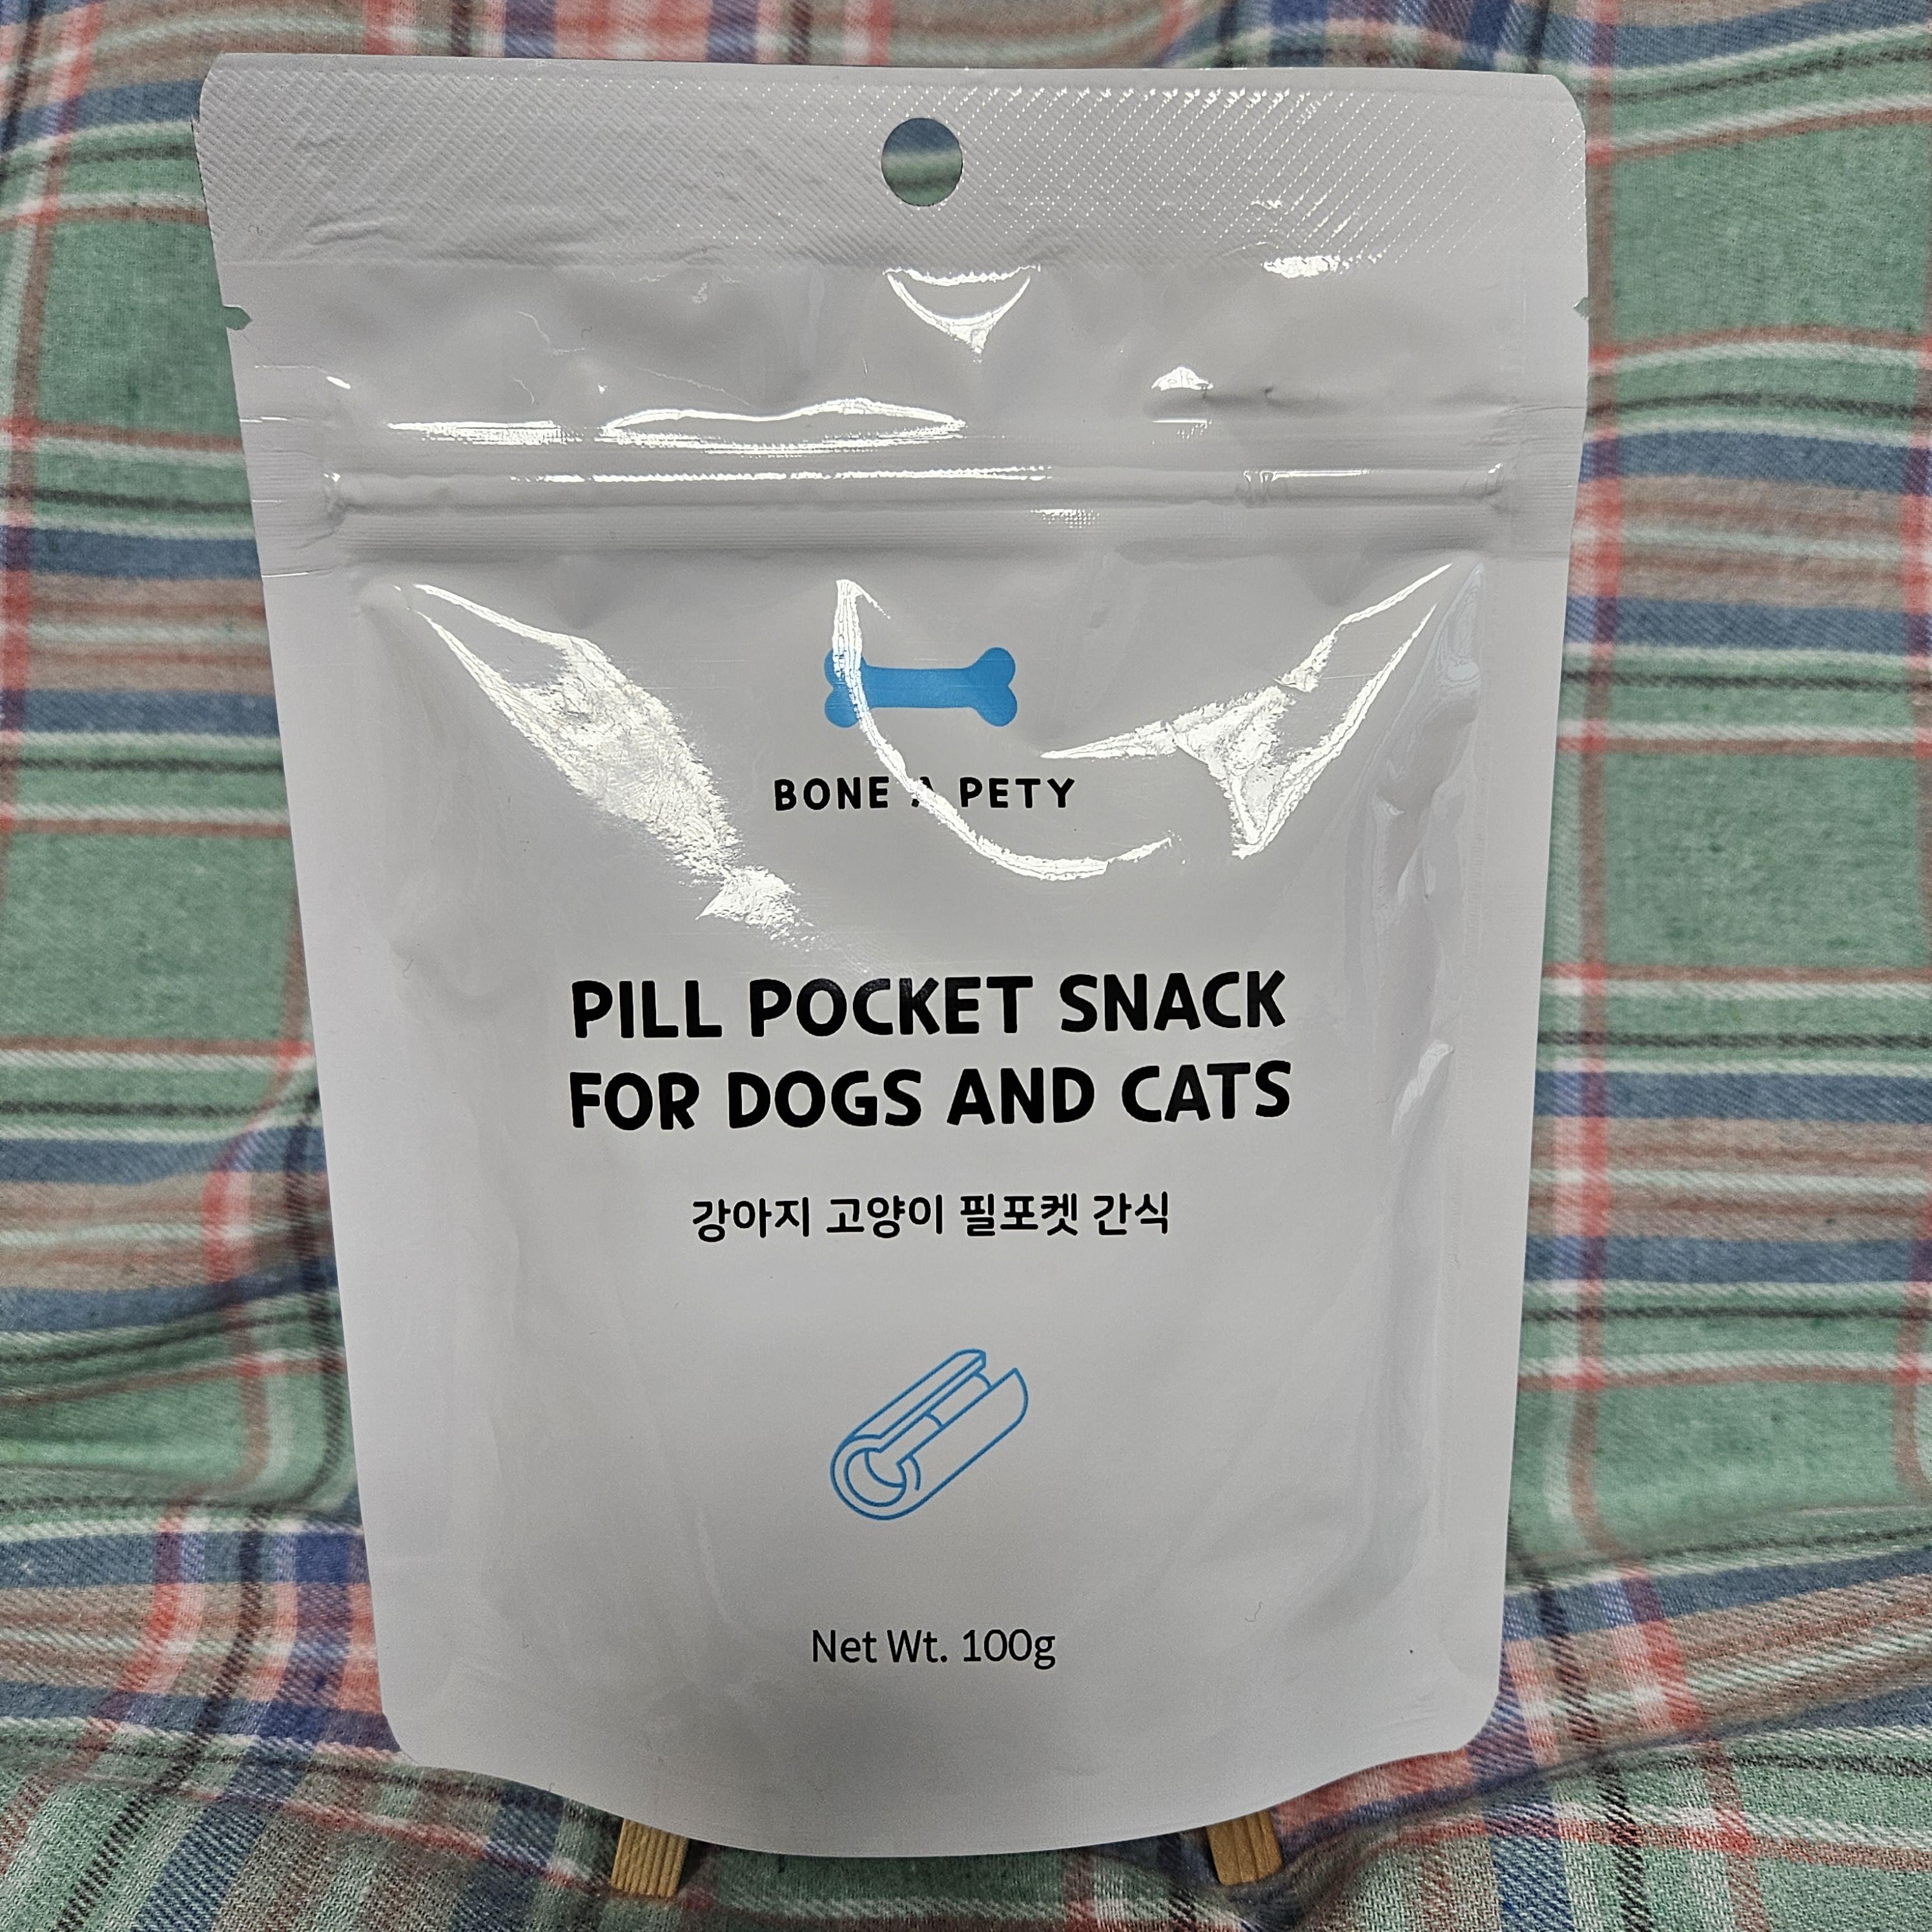 BONE A PETY
PILL POCKET SNACK
FOR DOGS AND CATS
강아지 고양이 필포켓 간식
Net Wt. 100g